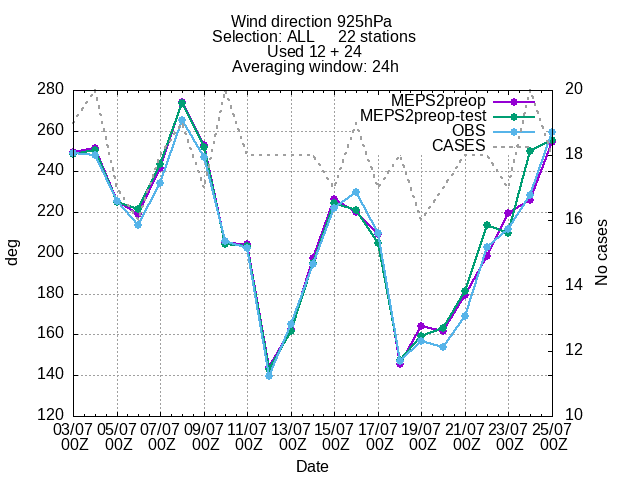 Wind direction 925hPa
Selection: ALL 22 stations
Used 12 + 24
Averaging window: 24h
280
260
240
220
200
180
160
140
120
deg
20
18
16
14
12
10
No cases
MEPS2preop
MEPS2preop-test
OBS
CASES
03/07 05/07 07/07 09/07 11/07 13/07 15/07 17/07 19/07 21/07 23/07 25/07
00Z 00Z 00Z 00Z 00Z 00Z 00Z 00Z 00Z 00Z 00Z 00Z
Date